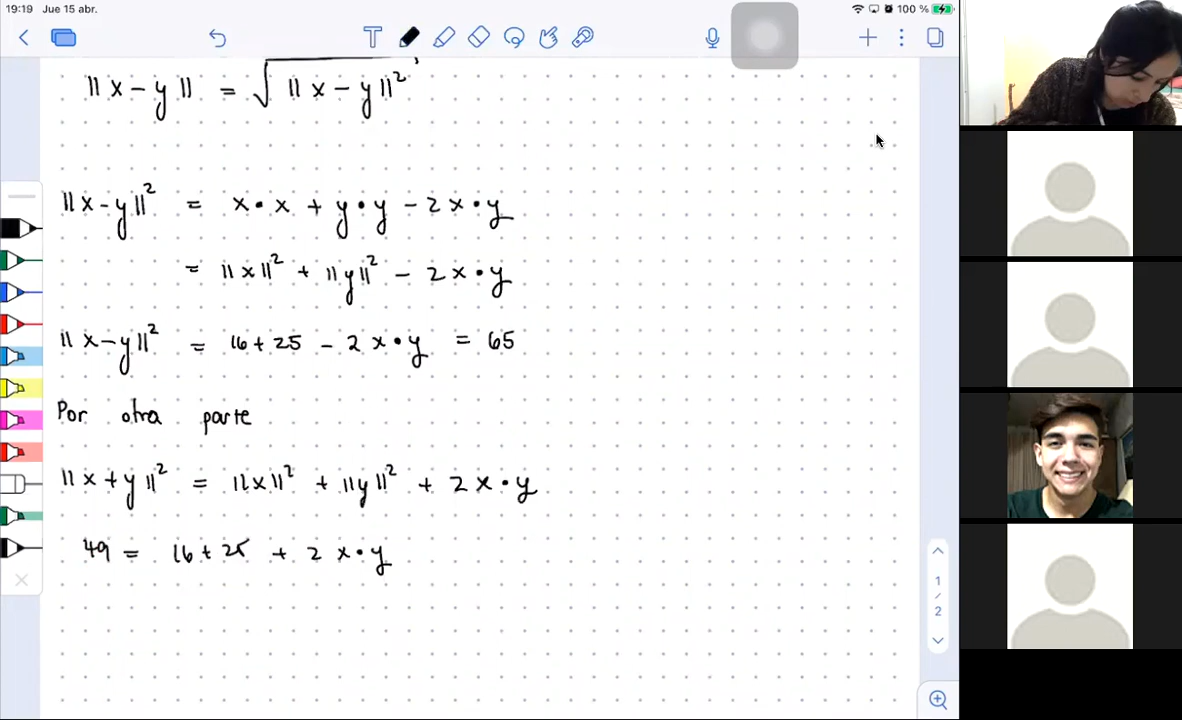 19:19 Jue 15 abr. 100 %
T
||x-y|| = √||x-y||²
||x-y||² = x·x + y·y - 2x·y
= ||x||² + ||y||² - 2x·y
||x-y||² = 16+25 - 2x·y = 65
Por otra parte
||x+y||² = ||x||² + ||y||² + 2x·y
49 = 16+25 + 2x·y
1
/
2